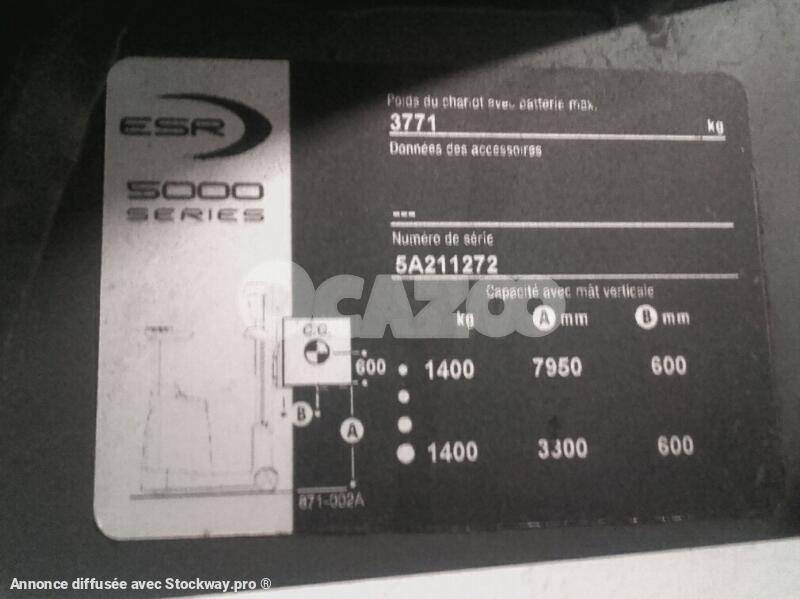 ESR
5000
SERIES
Poids du chariot avec batterie max.
3771 kg
Données des accessoires
---
Numéro de série
5A211272
Capacité avec mât verticale
kg A mm B mm
1400 7950 600
1400 3300 600
C.G.
600
B
A
871-002A
OCAZOO
Annonce diffusée avec Stockway.pro ®